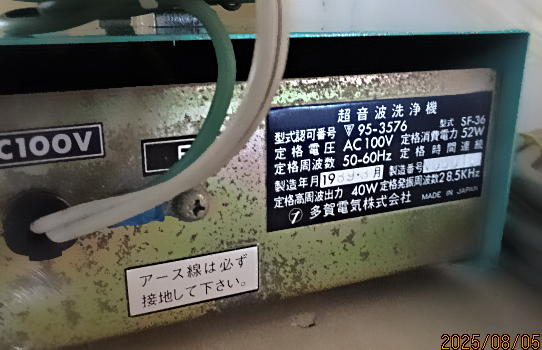 C100V
超音波洗浄機
型式認可番号 95-3576 型式 SF-36
定格電圧 AC100V 定格消費電力 52W
定格周波数 50-60Hz 定格時間 連続
製造年月 19 月 製造番号
定格高周波出力 40W 定格発振周波数 28.5KHz
多賀電気株式会社 MADE IN JAPAN
アース線は必ず
接地して下さい。
2025/08/05